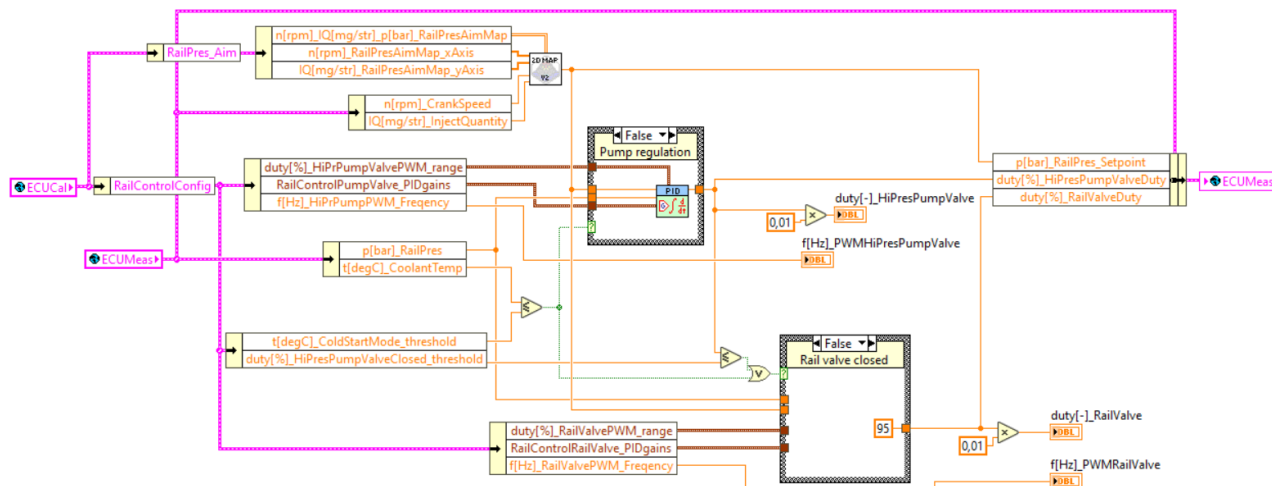 n[rpm]_IQ[mg/str]_p[bar]_RailPresAimMap
RailPres_Aim
n[rpm]_RailPresAimMap_xAxis
IQ[mg/str]_RailPresAimMap_yAxis
2D MAP
V2
n[rpm]_CrankSpeed
IQ[mg/str]_InjectQuantity
False
Pump regulation
duty[%]_HiPrPumpValvePWM_range
RailControlPumpValve_PIDgains
f[Hz]_HiPrPumpPWM_Freqency
PID
ECUCal
RailControlConfig
p[bar]_RailPres_Setpoint
duty[%]_HiPresPumpValveDuty
duty[%]_RailValveDuty
ECUMeas
duty[-]_HiPresPumpValve
0,01
DBL
f[Hz]_PWMHiPresPumpValve
DBL
ECUMeas
p[bar]_RailPres
t[degC]_CoolantTemp
t[degC]_ColdStartMode_threshold
duty[%]_HiPresPumpValveClosed_threshold
False
Rail valve closed
95
duty[%]_RailValvePWM_range
RailControlRailValve_PIDgains
f[Hz]_RailValvePWM_Freqency
duty[-]_RailValve
0,01
DBL
f[Hz]_PWMRailValve
DBL